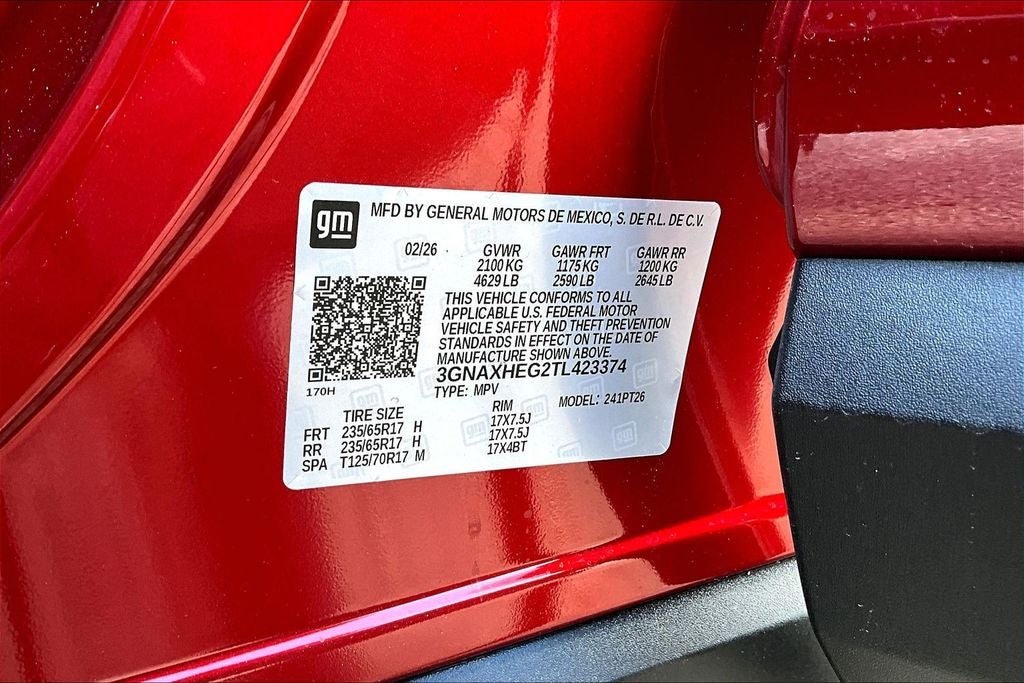 gm MFD BY GENERAL MOTORS DE MEXICO, S. DE R.L. DE C.V.
02/26 GVWR GAWR FRT GAWR RR
2100 KG 1175 KG 1200 KG
4629 LB 2590 LB 2645 LB
THIS VEHICLE CONFORMS TO ALL
APPLICABLE U.S. FEDERAL MOTOR
VEHICLE SAFETY AND THEFT PREVENTION
STANDARDS IN EFFECT ON THE DATE OF
MANUFACTURE SHOWN ABOVE.
3GNAXHEG2TL423374
170H TYPE: MPV MODEL: 241PT26
TIRE SIZE RIM
FRT 235/65R17 H 17X7.5J
RR 235/65R17 H 17X7.5J
SPA T125/70R17 M 17X4BT